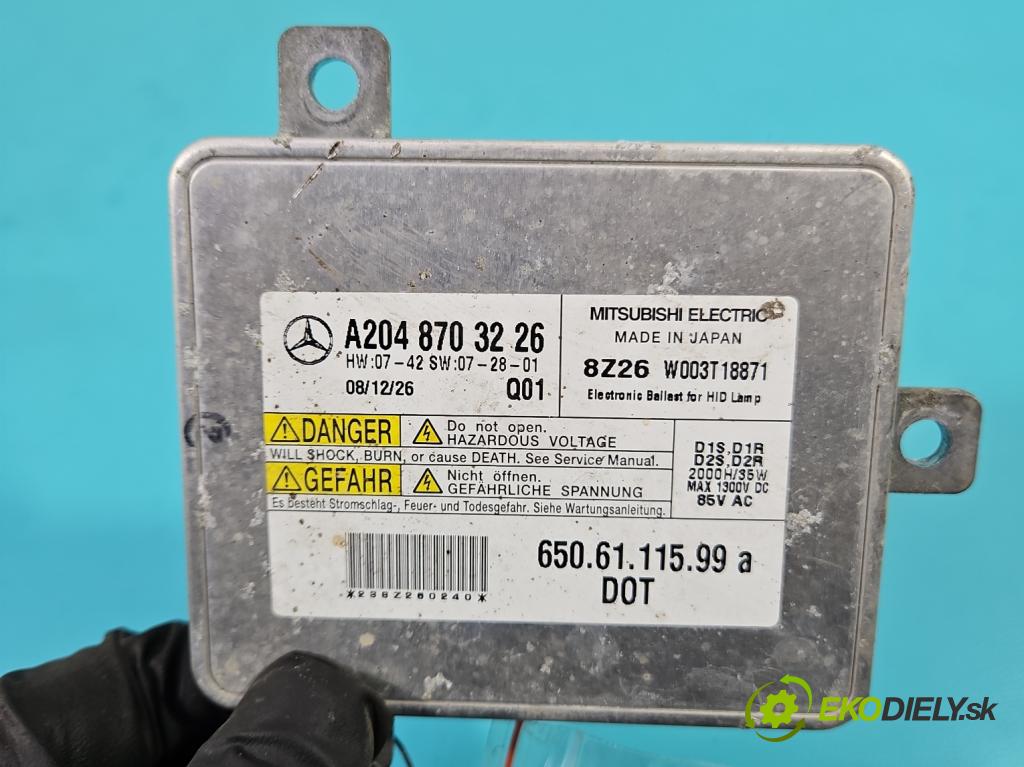 A204 870 32 26
HW:07-42 SW:07-28-01
08/12/26 Q01
MITSUBISHI ELECTRIC
MADE IN JAPAN
8Z26 W003T18871
Electronic Ballast for HID Lamp
DANGER
Do not open.
HAZARDOUS VOLTAGE
WILL SHOCK, BURN, or cause DEATH. See Service Manual.
GEFAHR
Nicht öffnen.
GEFÄHRLICHE SPANNUNG
Es besteht Stromschlag-, Feuer- und Todesgefahr. Siehe Wartungsanleitung.
D1S,D1R
D2S,D2R
2000H/35W
MAX 1300V DC
85V AC
*238Z260240*
650.61.115.99 a
DOT
EKODIELY.sk